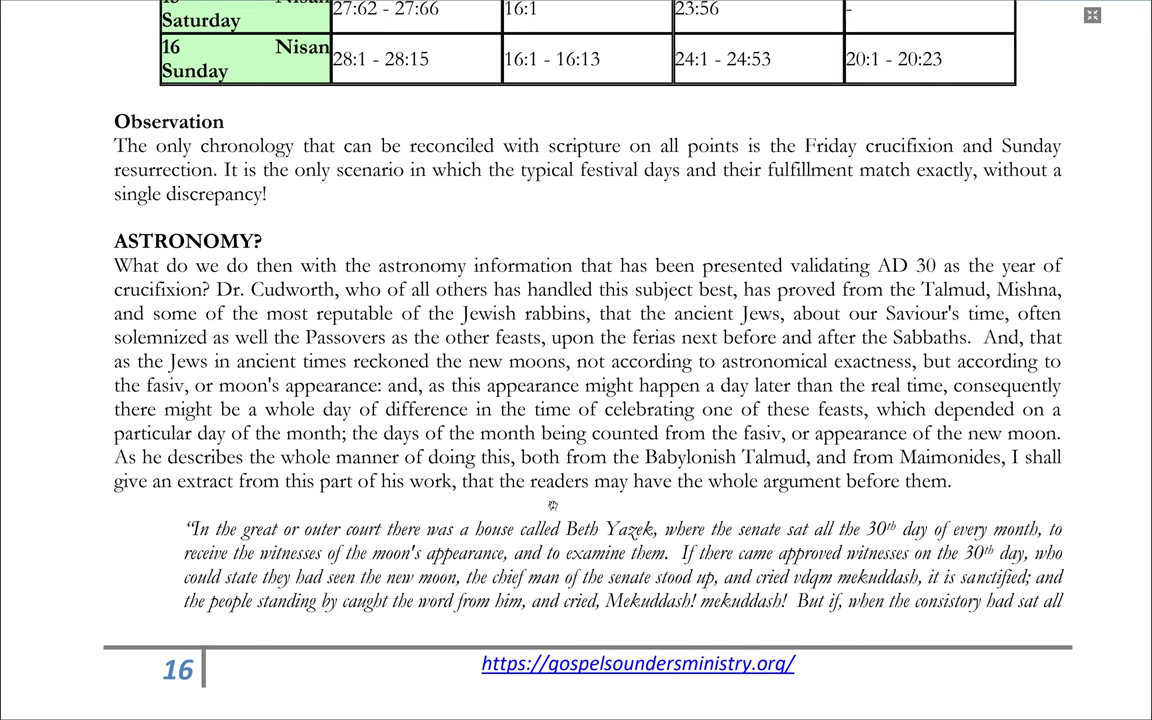 Nisan 27:62 - 27:66 16:1 23:56 -
Saturday
16 Nisan 28:1 - 28:15 16:1 - 16:13 24:1 - 24:53 20:1 - 20:23
Sunday
Observation
The only chronology that can be reconciled with scripture on all points is the Friday crucifixion and Sunday
resurrection. It is the only scenario in which the typical festival days and their fulfillment match exactly, without a
single discrepancy!
ASTRONOMY?
What do we do then with the astronomy information that has been presented validating AD 30 as the year of
crucifixion? Dr. Cudworth, who of all others has handled this subject best, has proved from the Talmud, Mishna,
and some of the most reputable of the Jewish rabbins, that the ancient Jews, about our Saviour's time, often
solemnized as well the Passovers as the other feasts, upon the ferias next before and after the Sabbaths. And, that
as the Jews in ancient times reckoned the new moons, not according to astronomical exactness, but according to
the fasiv, or moon's appearance: and, as this appearance might happen a day later than the real time, consequently
there might be a whole day of difference in the time of celebrating one of these feasts, which depended on a
particular day of the month; the days of the month being counted from the fasiv, or appearance of the new moon.
As he describes the whole manner of doing this, both from the Babylonish Talmud, and from Maimonides, I shall
give an extract from this part of his work, that the readers may have the whole argument before them.
“In the great or outer court there was a house called Beth Yazek, where the senate sat all the 30th day of every month, to
receive the witnesses of the moon's appearance, and to examine them. If there came approved witnesses on the 30th day, who
could state they had seen the new moon, the chief man of the senate stood up, and cried vdqm mekuddash, it is sanctified; and
the people standing by caught the word from him, and cried, Mekuddash! mekuddash! But if, when the consistory had sat all
16 https://gospelsoundersministry.org/